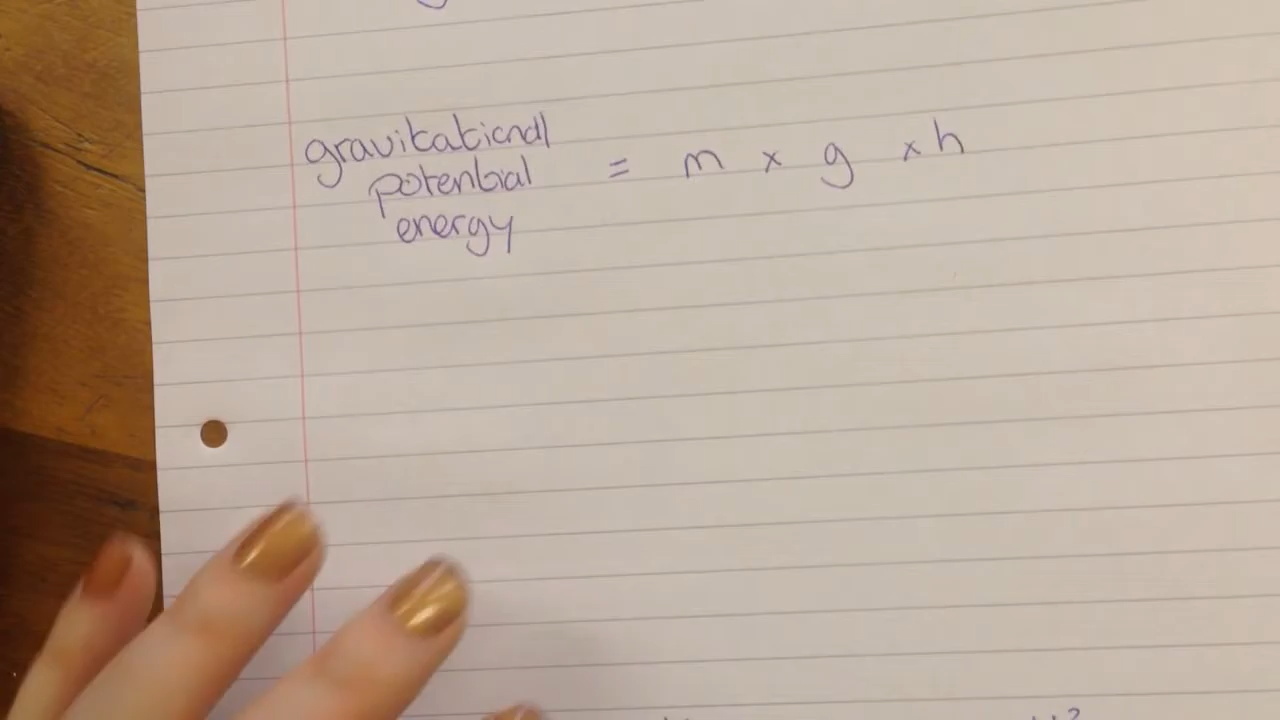 gravitational
potential = m × g × h
energy